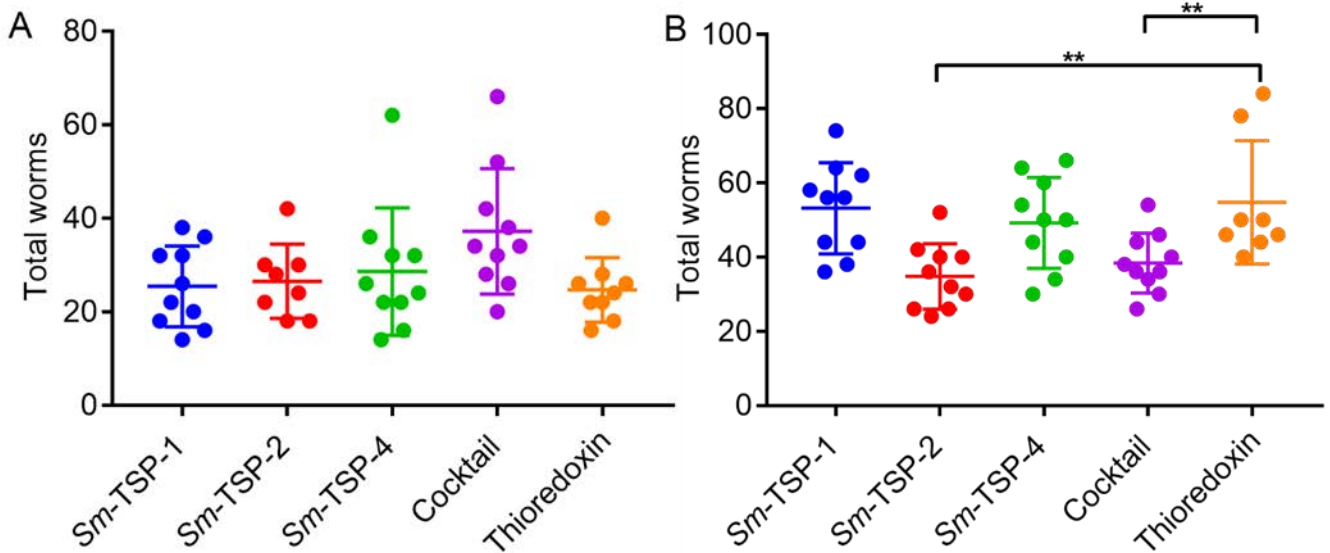 A
Total worms
80
60
40
20
0
Sm-TSP-1
Sm-TSP-2
Sm-TSP-4
Cocktail
Thioredoxin
B
Total worms
100
80
60
40
20
0
**
**
Sm-TSP-1
Sm-TSP-2
Sm-TSP-4
Cocktail
Thioredoxin